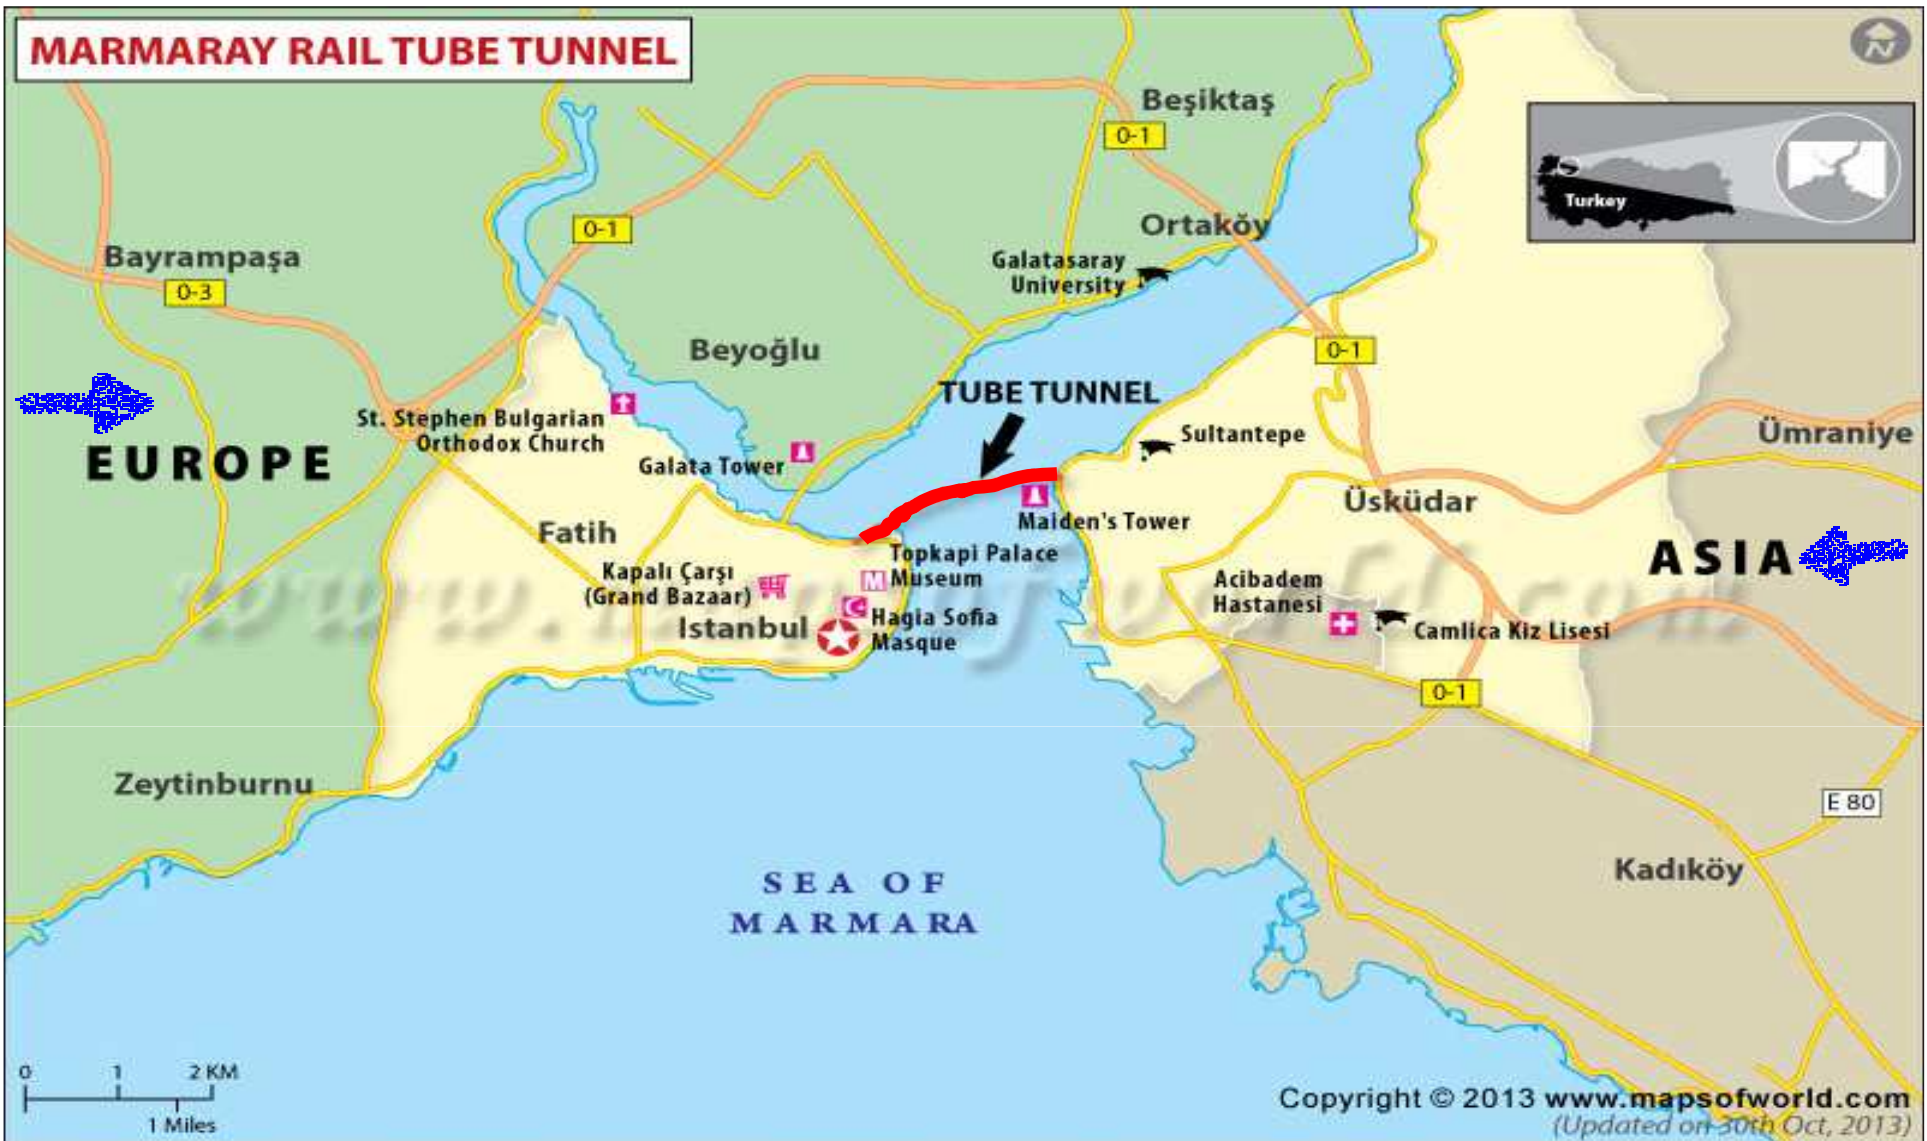 MARMARAY RAIL TUBE TUNNEL
N
Beşiktaş
0-1
Turkey
0-1
Ortaköy
Bayrampaşa
0-3
Galatasaray
University
Beyoğlu
0-1
TUBE TUNNEL
St. Stephen Bulgarian
Orthodox Church
EUROPE
Galata Tower
Sultantepe
Ümraniye
Üsküdar
Maiden's Tower
Fatih
ASIA
Topkapi Palace
Museum
M
Kapalı Çarşı
(Grand Bazaar)
Acibadem
Hastanesi
Hagia Sofia
Masque
Istanbul
Camlica Kiz Lisesi
0-1
Zeytinburnu
E 80
Kadıköy
SEA OF
MARMARA
0 1 2 KM
1 Miles
Copyright © 2013 www.mapsofworld.com
(Updated on 30th Oct, 2013)